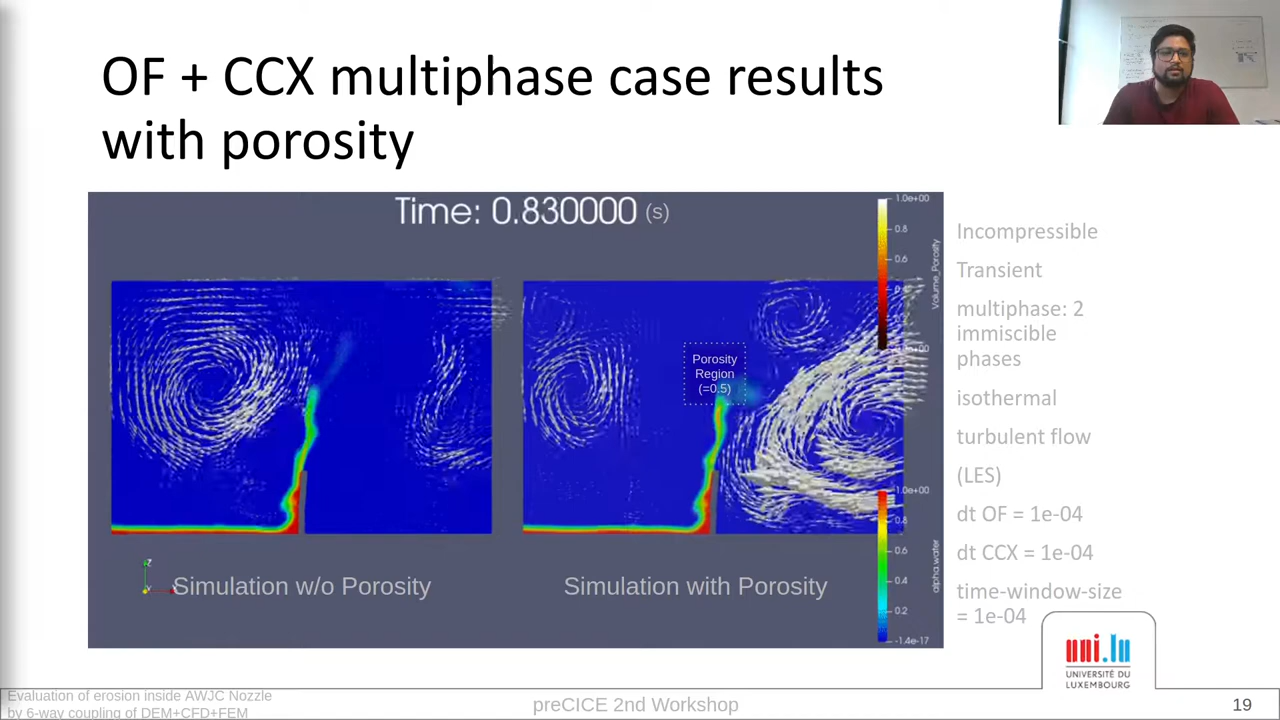 OF + CCX multiphase case results
with porosity
Time: 0.830000 (s)
1.0e+00
0.8
0.6
Volume_Porosity
Porosity
Region
(=0.5)
1.0e+00
0.8
0.6
0.4
0.2
-1.4e-17
alpha.water
Z
Simulation w/o Porosity
Simulation with Porosity
Incompressible
Transient
multiphase: 2
immiscible
phases
isothermal
turbulent flow
(LES)
dt OF = 1e-04
dt CCX = 1e-04
time-window-size
= 1e-04
uni.lu
UNIVERSITÉ DU
LUXEMBOURG
Evaluation of erosion inside AWJC Nozzle
by 6-way coupling of DEM+CFD+FEM
preCICE 2nd Workshop
19